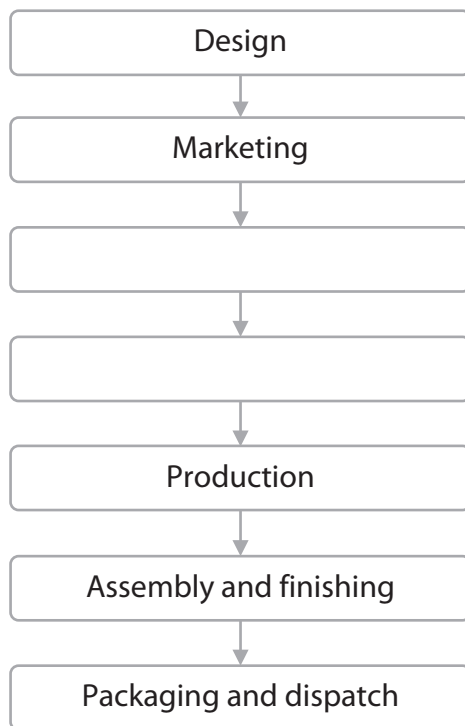 Design
Marketing
Production
Assembly and finishing
Packaging and dispatch